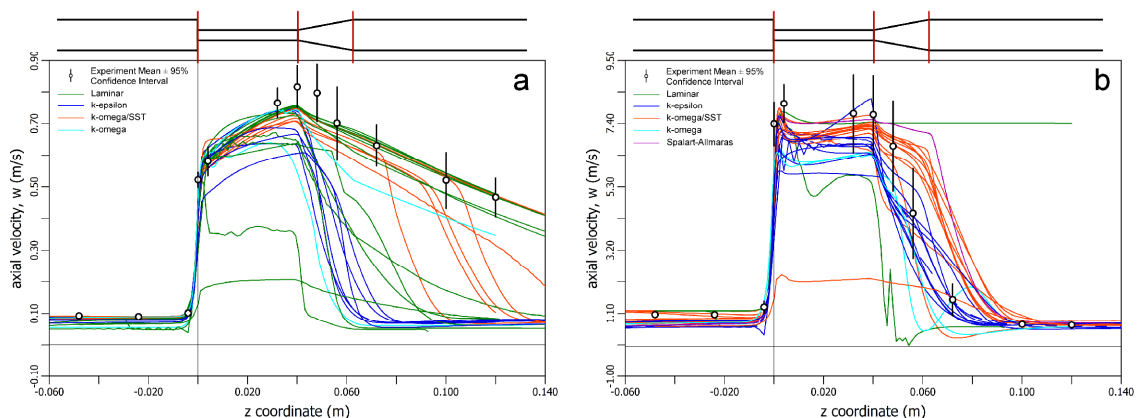 a
0.90
0.70
0.50
0.30
0.10
-0.10
axial velocity, w (m/s)
Experiment Mean ± 95%
Confidence Interval
Laminar
k-epsilon
k-omega/SST
k-omega
-0.060
-0.020
0.020
0.060
0.100
0.140
z coordinate (m)
b
9.50
7.40
5.30
3.20
1.10
-1.00
axial velocity, w (m/s)
Experiment Mean ± 95%
Confidence Interval
Laminar
k-epsilon
k-omega/SST
k-omega
Spalart-Allmaras
-0.060
-0.020
0.020
0.060
0.100
0.140
z coordinate (m)